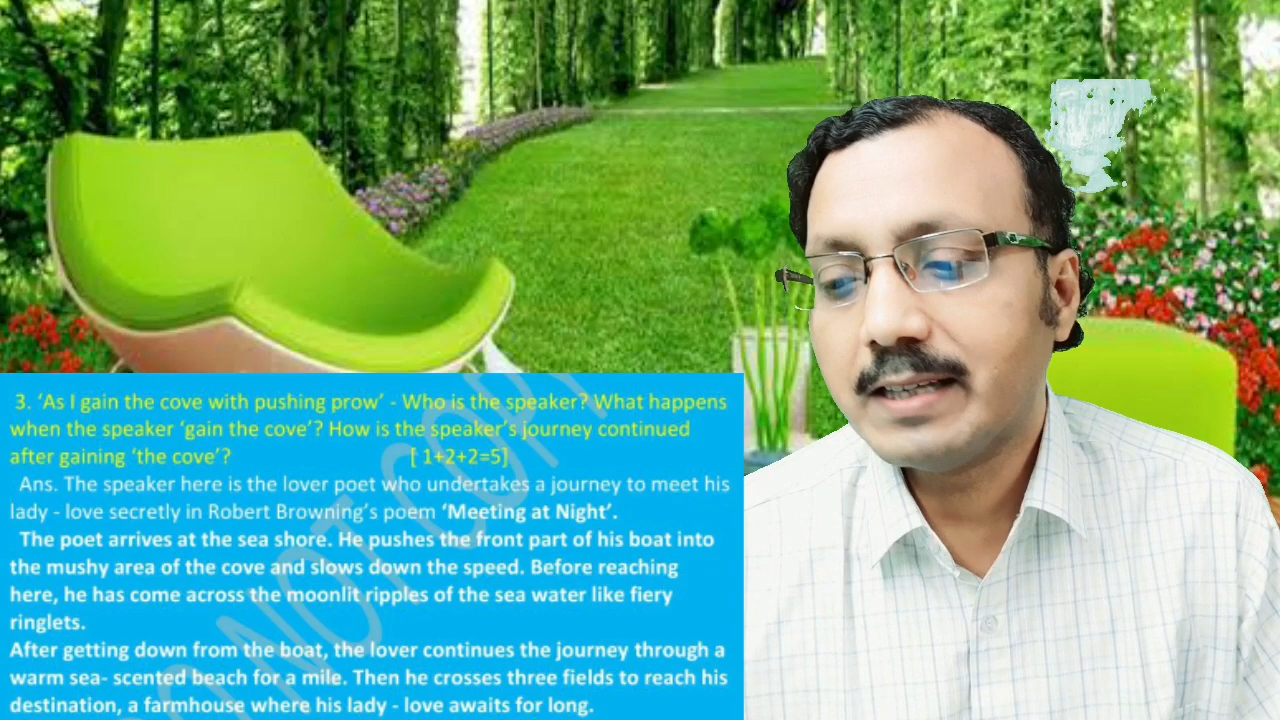 3. ‘As I gain the cove with pushing prow’ - Who is the speaker? What happens
when the speaker ‘gain the cove’? How is the speaker’s journey continued
after gaining ‘the cove’? [ 1+2+2=5]
Ans. The speaker here is the lover poet who undertakes a journey to meet his
lady - love secretly in Robert Browning’s poem ‘Meeting at Night’.
The poet arrives at the sea shore. He pushes the front part of his boat into
the mushy area of the cove and slows down the speed. Before reaching
here, he has come across the moonlit ripples of the sea water like fiery
ringlets.
After getting down from the boat, the lover continues the journey through a
warm sea- scented beach for a mile. Then he crosses three fields to reach his
destination, a farmhouse where his lady - love awaits for long.
DO NOT COPY